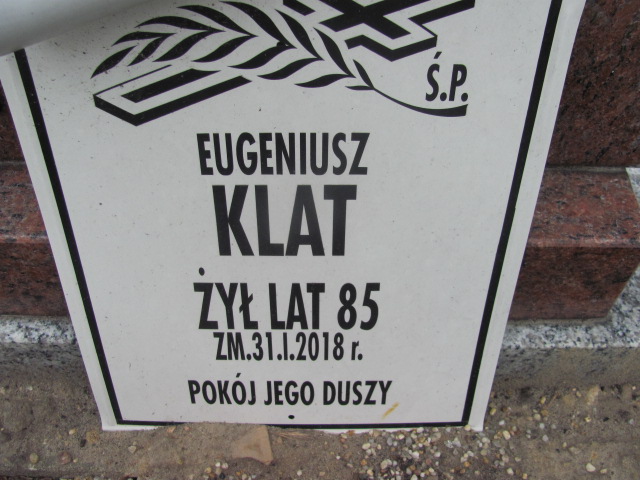 Ś.P.
EUGENIUSZ
KLAT
ŻYŁ LAT 85
ZM.31.I.2018 r.
POKÓJ JEGO DUSZY